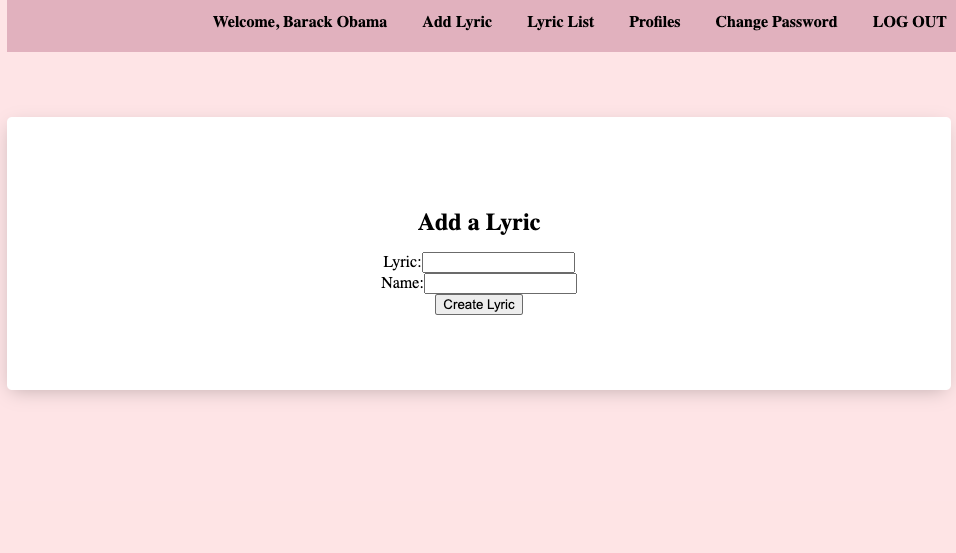 Welcome, Barack Obama Add Lyric Lyric List Profiles Change Password LOG OUT
Add a Lyric
Lyric:
Name:
Create Lyric